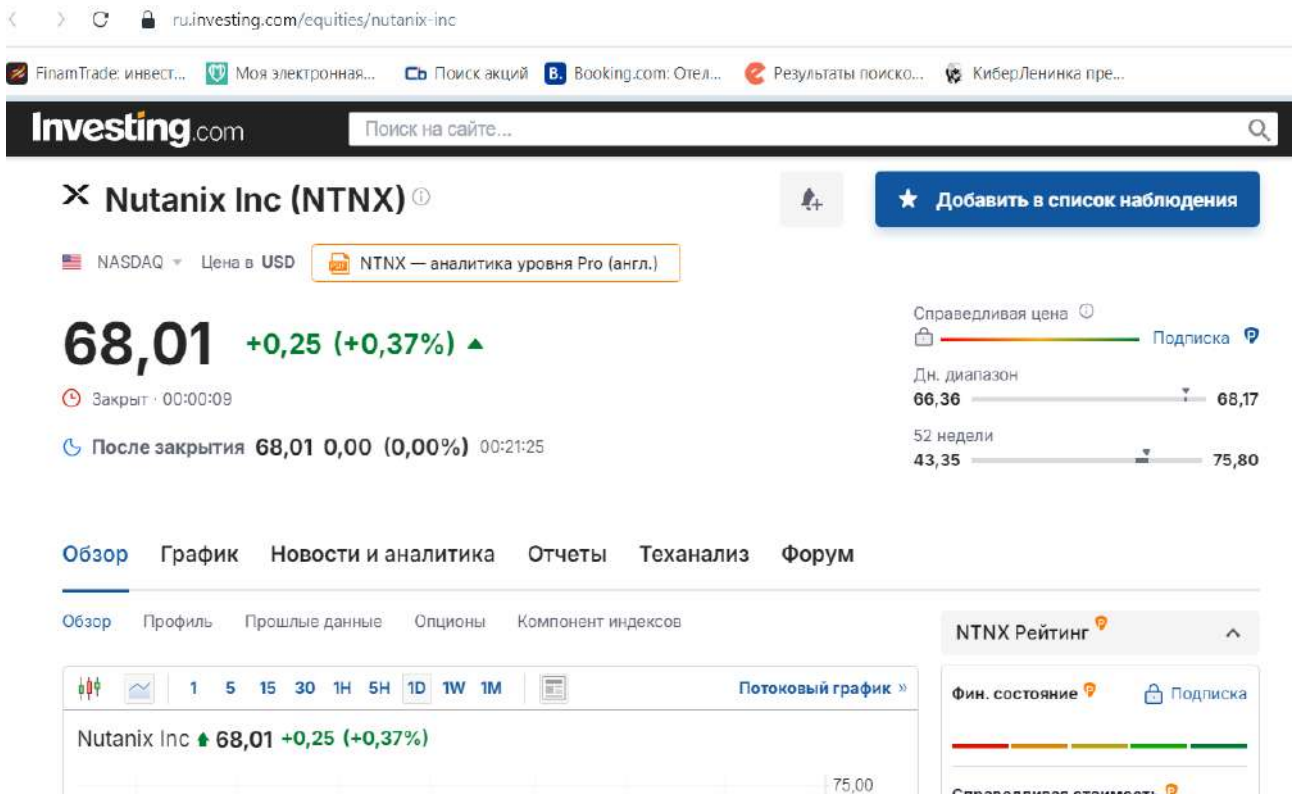 ru.investing.com/equities/nutanix-inc
FinamTrade: инвест... Моя электронная... Сь Поиск акций B. Booking.com: Отел... Результаты поиско... КиберЛенинка пре...
Investing.com Поиск на сайте...
Nutanix Inc (NTNX) Добавить в список наблюдения
NASDAQ Цена в USD NTNX — аналитика уровня Pro (англ.)
68,01 +0,25 (+0,37%)
Справедливая цена
Подписка
Закрыт · 00:00:09
Дн. диапазон
66,36 68,17
После закрытия 68,01 0,00 (0,00%) 00:21:25
52 недели
43,35 75,80
Обзор График Новости и аналитика Отчеты Теханализ Форум
Обзор Профиль Прошлые данные Опционы Компонент индексов
NTNX Рейтинг
1 5 15 30 1H 5H 1D 1W 1M Потоковый график »
Фин. состояние Подписка
Nutanix Inc 68,01 +0,25 (+0,37%)
75,00
Справедливая стоимость